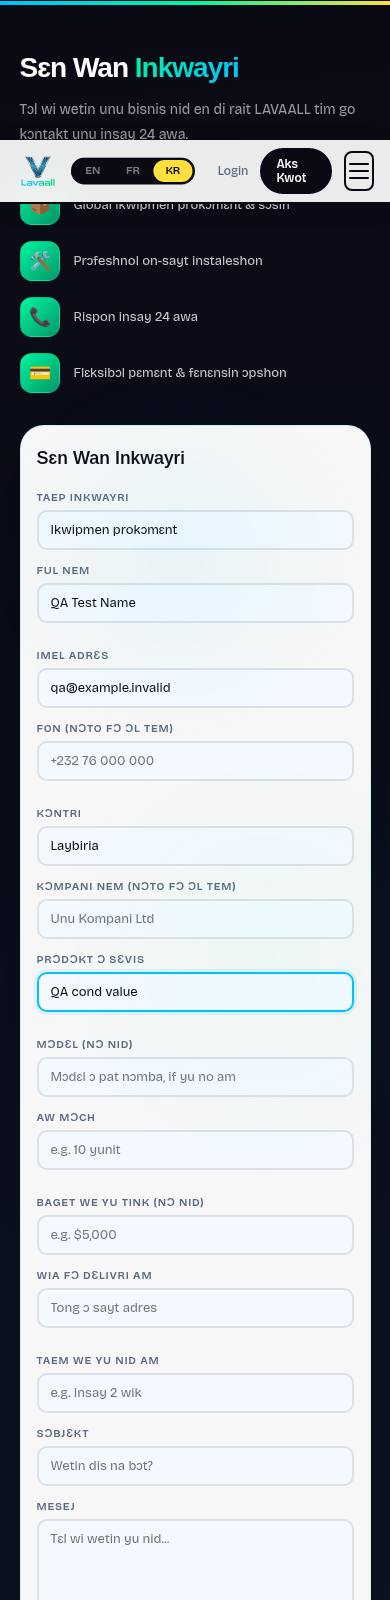 Sɛn Wan Inkwayri
Tɔl wi wetin unu bisnis nid en di rait LAVAALL tim go
kɔntakt unu insay 24 awa.
Lavaall
EN FR KR
Login
Aks
Kwot
Global ikwipmen prokɔmɛnt & sɔsin
Prɔfeshnol on-sayt instaleshon
Rispon insay 24 awa
Flɛksibɔl pɛmɛnt & fɛnɛnsin ɔpshon
Sɛn Wan Inkwayri
TAEP INKWAYRI
Ikwipmen prokɔmɛnt
FUL NEM
QA Test Name
IMEL ADRƐS
qa@example.invalid
FON (NƆTO FƆ ƆL TEM)
+232 76 000 000
KƆNTRI
Laybiria
KƆMPANI NEM (NƆTO FƆ ƆL TEM)
Unu Kompani Ltd
PRƆDƆKT Ɔ SƐVIS
QA cond value
MƆDƐL (NƆ NID)
Mɔdɛl ɔ pat nɔmba, if yu no am
AW MƆCH
e.g. 10 yunit
BAGET WE YU TINK (NƆ NID)
e.g. $5,000
WIA FƆ DƐLIVRI AM
Tong ɔ sayt adres
TAEM WE YU NID AM
e.g. Insay 2 wik
SƆBJƐKT
Wetin dis na bɔt?
MESEJ
Tɛl wi wetin yu nid...